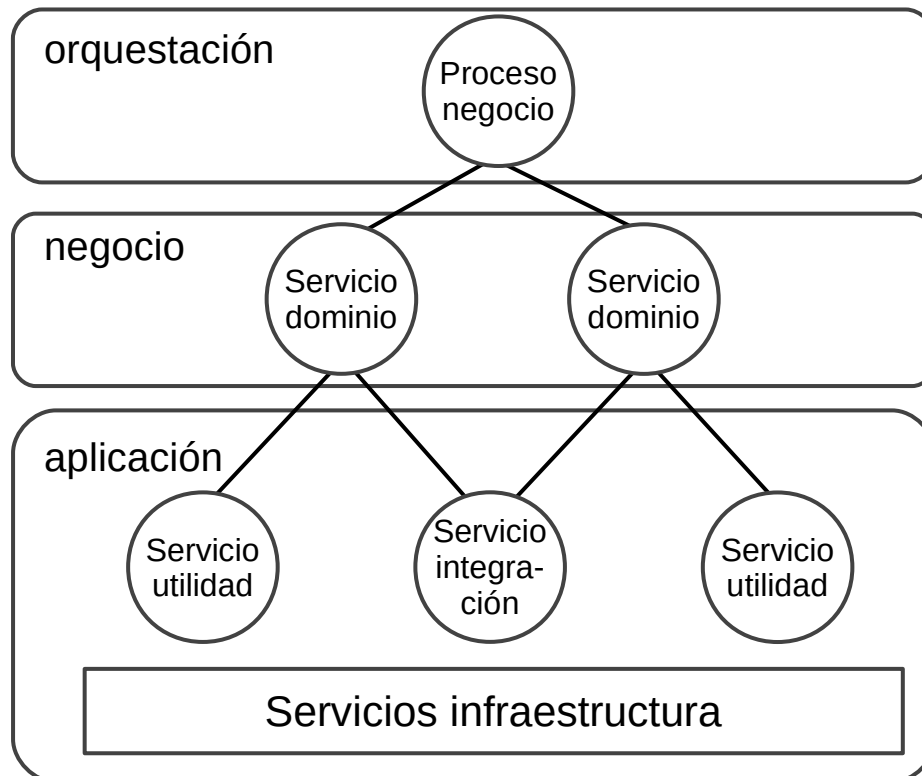 orquestación
Proceso
negocio
negocio
Servicio
dominio
Servicio
dominio
aplicación
Servicio
utilidad
Servicio
integra-
ción
Servicio
utilidad
Servicios infraestructura